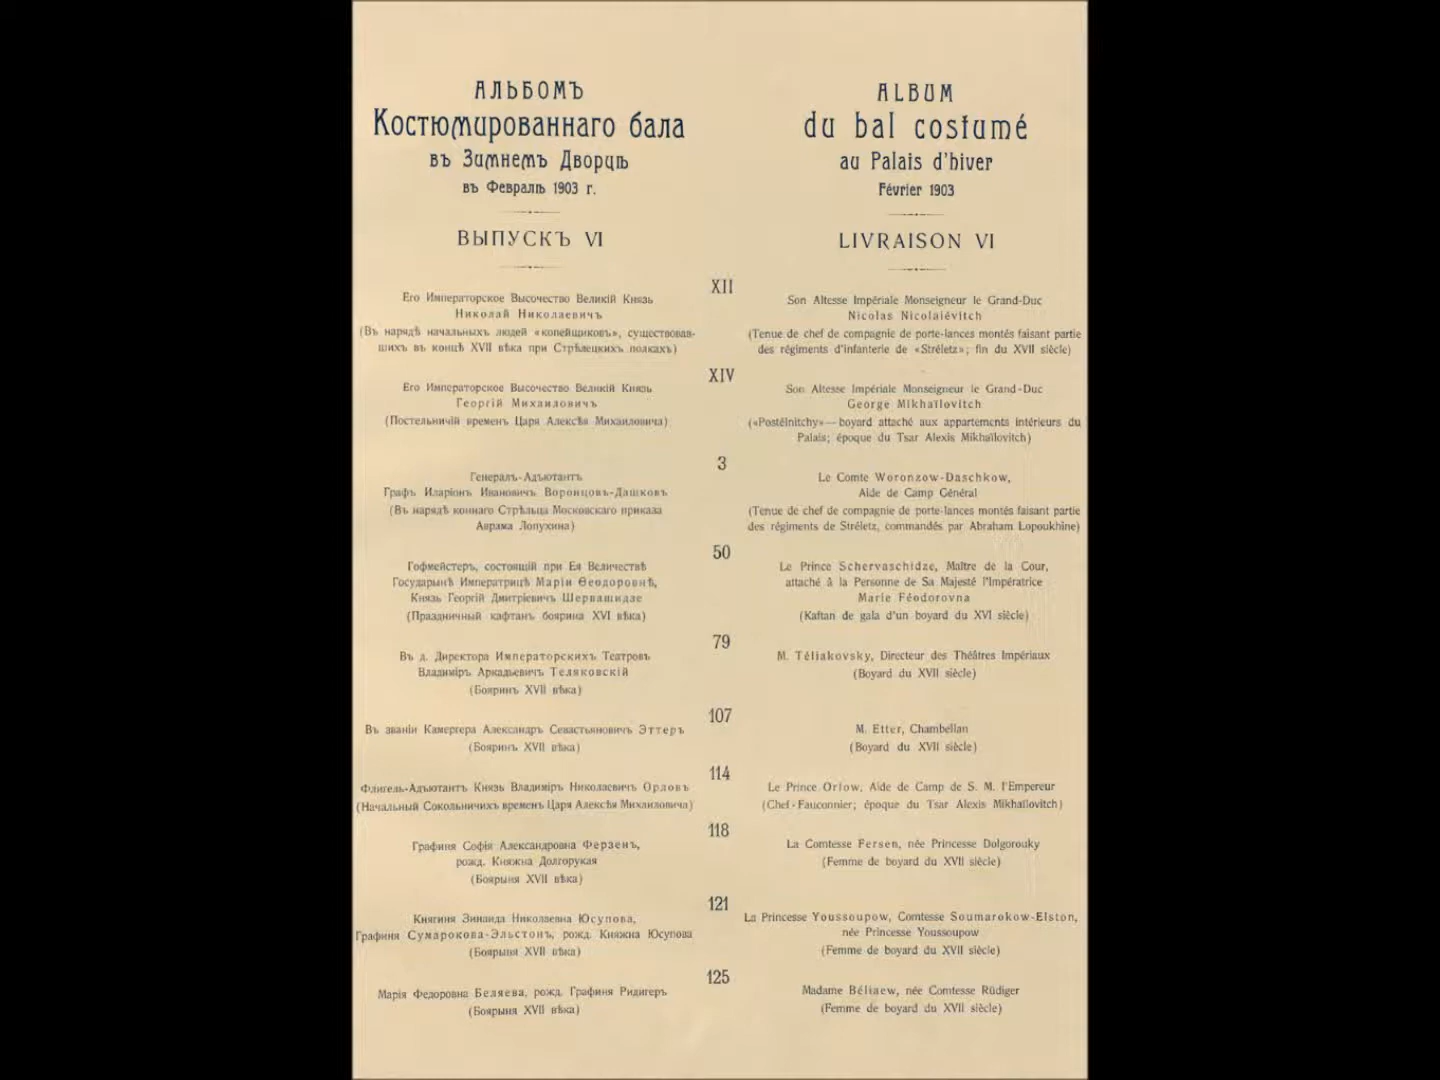 АЛЬБОМЪ
Костюмированнаго бала
въ Зимнемъ Дворцѣ
въ Февралѣ 1903 г.
ВЫПУСКЪ VI
ALBUM
du bal costumé
au Palais d'hiver
Février 1903
LIVRAISON VI
XII
Его Императорское Высочество Великій Князь
Николай Николаевичъ
(Въ нарядѣ начальныхъ людей «копейщиковъ», существовав-
шихъ въ концѣ XVII вѣка при Стрѣлецкихъ полкахъ)
Son Altesse Impériale Monseigneur le Grand-Duc
Nicolas Nicolaiévitch
(Tenue de chef de compagnie de porte-lances montés faisant partie
des régiments d'infanterie de «Stréletz»; fin du XVII siècle)
XIV
Его Императорское Высочество Великій Князь
Георгій Михаиловичъ
(Постельничій временъ Царя Алексѣя Михаиловича)
Son Altesse Impériale Monseigneur le Grand-Duc
George Mikhaïlovitch
(«Postélnitchy»—boyard attaché aux appartements intérieurs du
Palais; époque du Tsar Alexis Mikhaïlovitch)
3
Генералъ-Адъютантъ
Графъ Иларіонъ Ивановичъ Воронцовъ-Дашковъ
(Въ нарядѣ коннаго Стрѣльца Московскаго приказа
Аврама Лопухина)
Le Comte Woronzow-Daschkow,
Aide de Camp Général
(Tenue de chef de compagnie de porte-lances montés faisant partie
des régiments de Stréletz, commandés par Abraham Lopoukhine)
50
Гофмейстеръ, состоящій при Ея Величествѣ
Государынѣ Императрицѣ Маріи Ѳеодоровнѣ,
Князь Георгій Дмитріевичъ Шервашидзе
(Праздничный кафтанъ боярина XVI вѣка)
Le Prince Schervaschidze, Maître de la Cour,
attaché à la Personne de Sa Majesté l'Impératrice
Marie Féodorovna
(Kaftan de gala d'un boyard du XVI siècle)
79
Въ д. Директора Императорскихъ Театровъ
Владиміръ Аркадьевичъ Теляковскій
(Бояринъ XVII вѣка)
M. Téliakovsky, Directeur des Théâtres Impériaux
(Boyard du XVII siècle)
107
Въ званіи Камергера Александръ Севастьяновичъ Эттеръ
(Бояринъ XVII вѣка)
M. Etter, Chambellan
(Boyard du XVII siècle)
114
Флигель-Адъютантъ Князь Владиміръ Николаевичъ Орловъ
(Начальный Сокольничихъ временъ Царя Алексѣя Михаиловича)
Le Prince Orlow, Aide de Camp de S. M. l'Empereur
(Chef-Fauconnier; époque du Tsar Alexis Mikhaïlovitch)
118
Графиня Софія Александровна Ферзенъ,
рожд. Княжна Долгорукая
(Боярыня XVII вѣка)
La Comtesse Fersen, née Princesse Dolgorouky
(Femme de boyard du XVII siècle)
121
Княгиня Зинаида Николаевна Юсупова,
Графиня Сумарокова-Эльстонъ, рожд. Княжна Юсупова
(Боярыня XVII вѣка)
La Princesse Youssoupow, Comtesse Soumarokow-Elston,
née Princesse Youssoupow
(Femme de boyard du XVII siècle)
125
Марія Федоровна Беляева, рожд. Графиня Ридигеръ
(Боярыня XVII вѣка)
Madame Béliaew, née Comtesse Rüdiger
(Femme de boyard du XVII siècle)